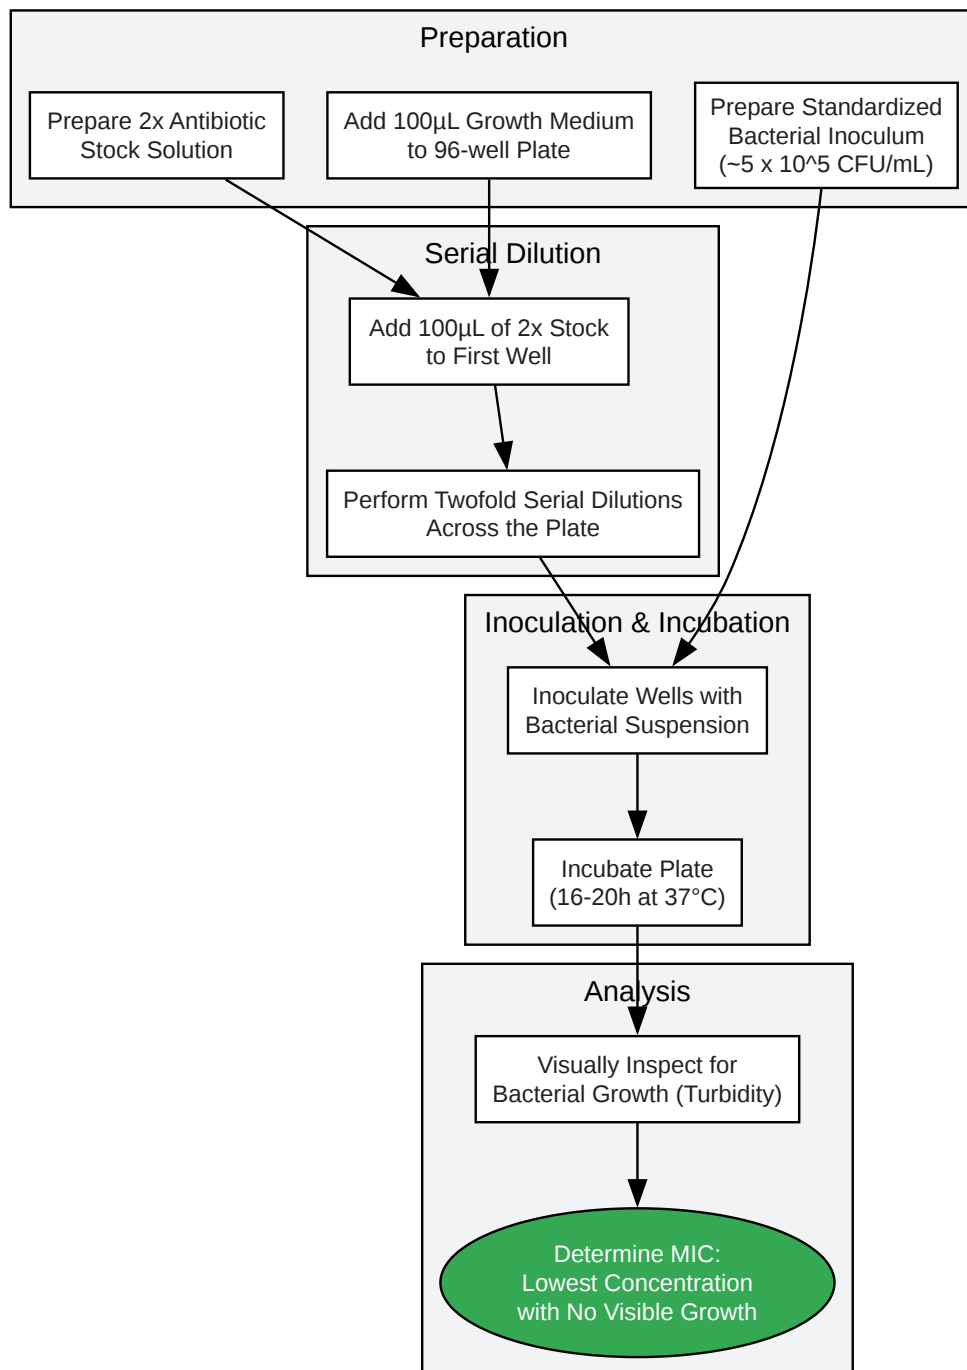 Preparation
Prepare 2x Antibiotic
Stock Solution
Add 100µL Growth Medium
to 96-well Plate
Prepare Standardized
Bacterial Inoculum
(~5 x 10^5 CFU/mL)
Serial Dilution
Add 100µL of 2x Stock
to First Well
Perform Twofold Serial Dilutions
Across the Plate
Inoculation & Incubation
Inoculate Wells with
Bacterial Suspension
Incubate Plate
(16-20h at 37°C)
Analysis
Visually Inspect for
Bacterial Growth (Turbidity)
Determine MIC:
Lowest Concentration
with No Visible Growth